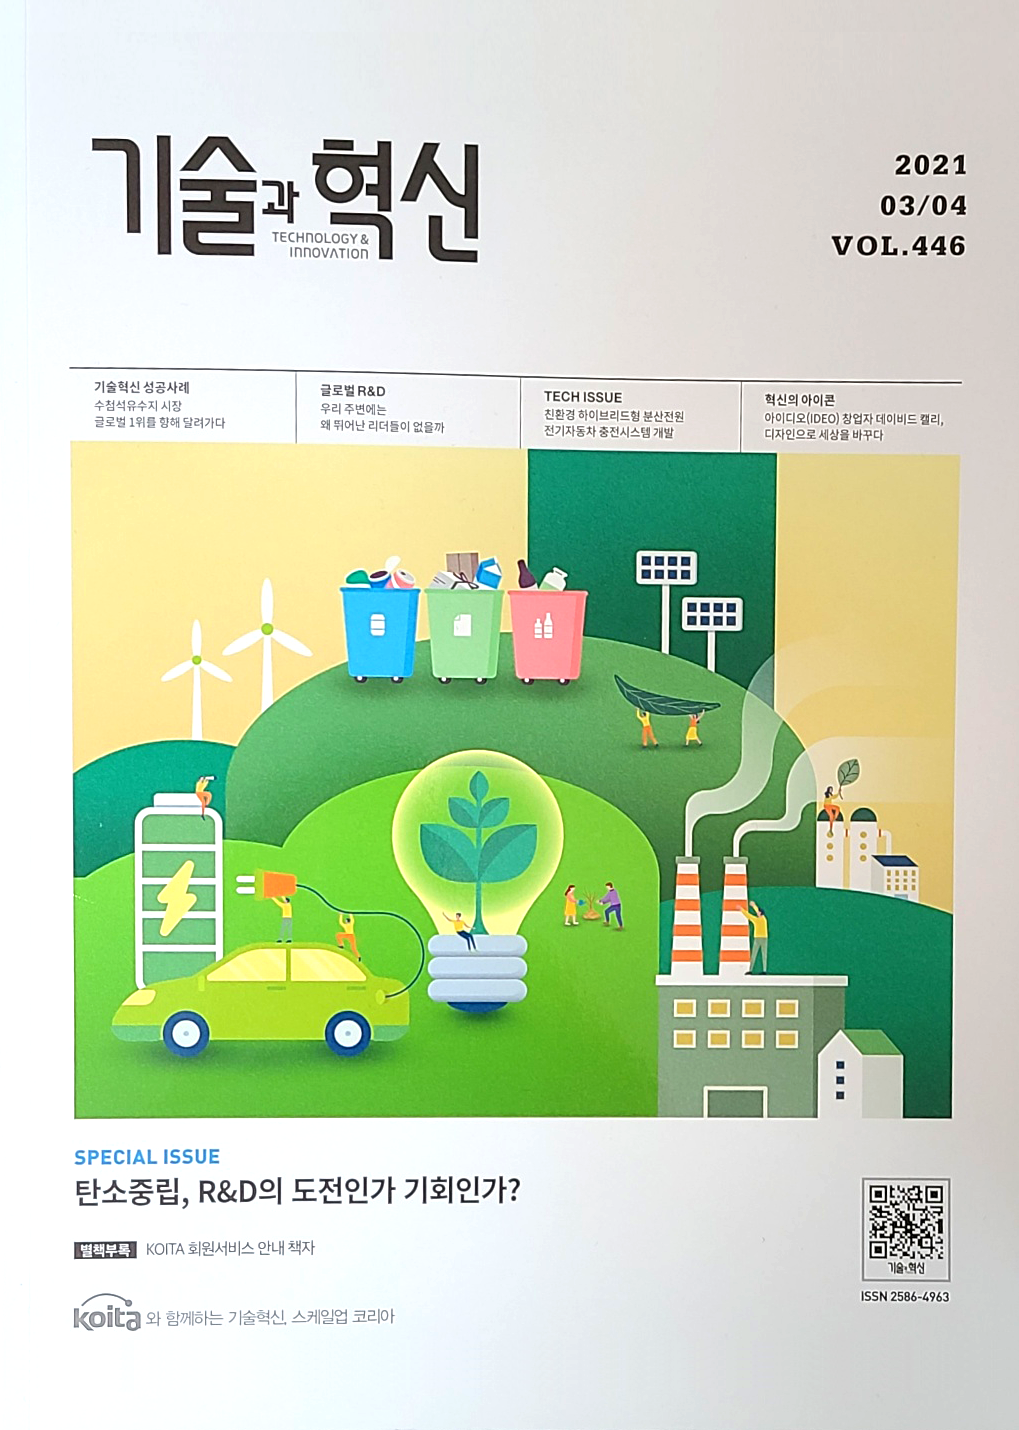 기술과 혁신
TECHNOLOGY &
INNOVATION
2021
03/04
VOL.446
기술혁신 성공사례
수첨석유수지 시장
글로벌 1위를 향해 달려가다
글로벌 R&D
우리 주변에는
왜 뛰어난 리더들이 없을까
TECH ISSUE
친환경 하이브리드형 분산전원
전기자동차 충전시스템 개발
혁신의 아이콘
아이디오(IDEO) 창업자 데이비드 켈리,
디자인으로 세상을 바꾸다
SPECIAL ISSUE
탄소중립, R&D의 도전인가 기회인가?
별책부록 KOITA 회원서비스 안내 책자
koita 와 함께하는 기술혁신, 스케일업 코리아
기술과혁신
ISSN 2586-4963